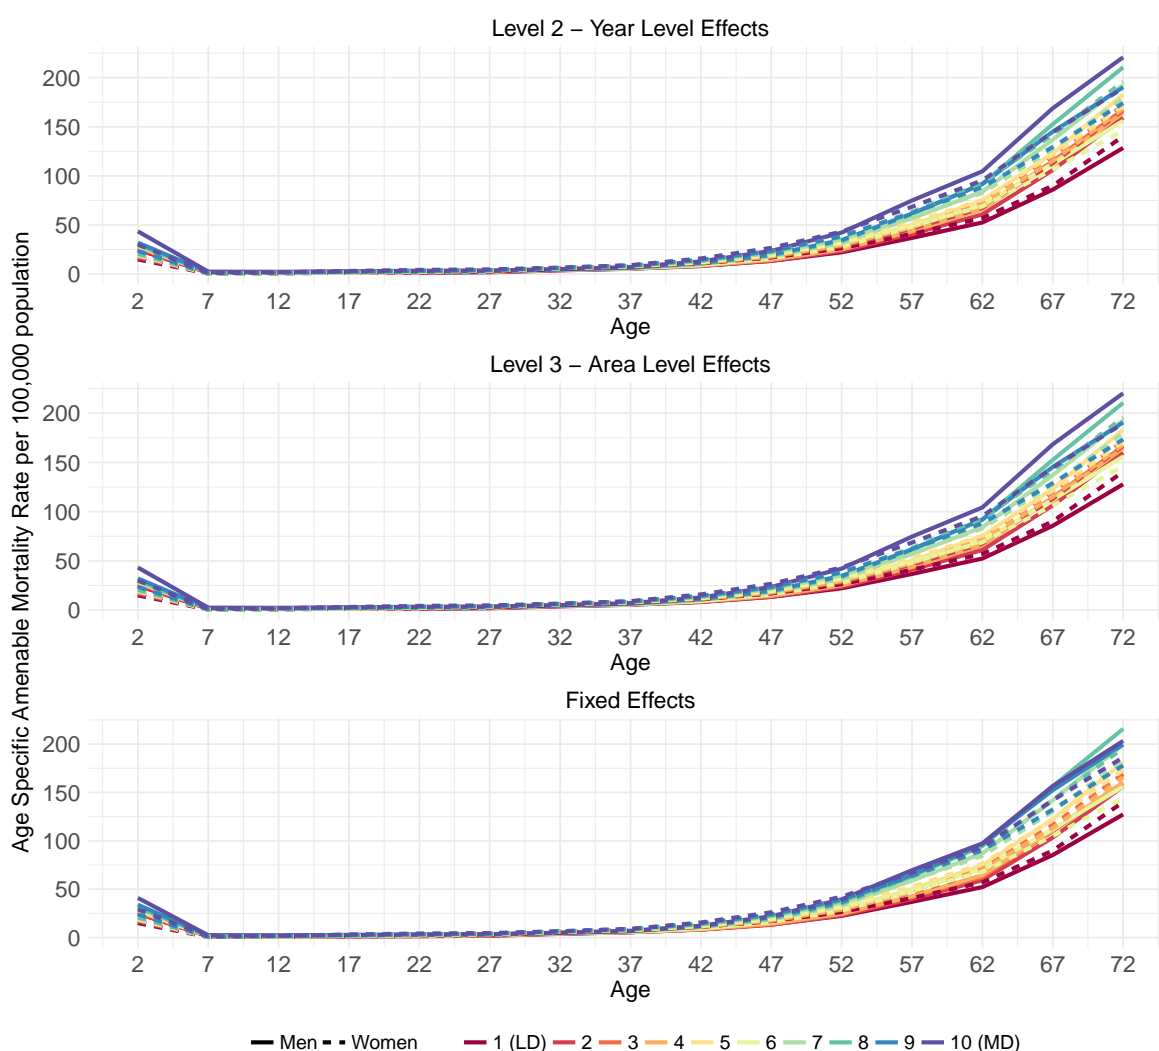 Age Specific Amenable Mortality Rate per 100,000 population
Level 2 – Year Level Effects
200
150
100
50
0
2 7 12 17 22 27 32 37 42 47 52 57 62 67 72
Age
Level 3 – Area Level Effects
200
150
100
50
0
2 7 12 17 22 27 32 37 42 47 52 57 62 67 72
Age
Fixed Effects
200
150
100
50
0
2 7 12 17 22 27 32 37 42 47 52 57 62 67 72
Age
Men Women 1 (LD) 2 3 4 5 6 7 8 9 10 (MD)